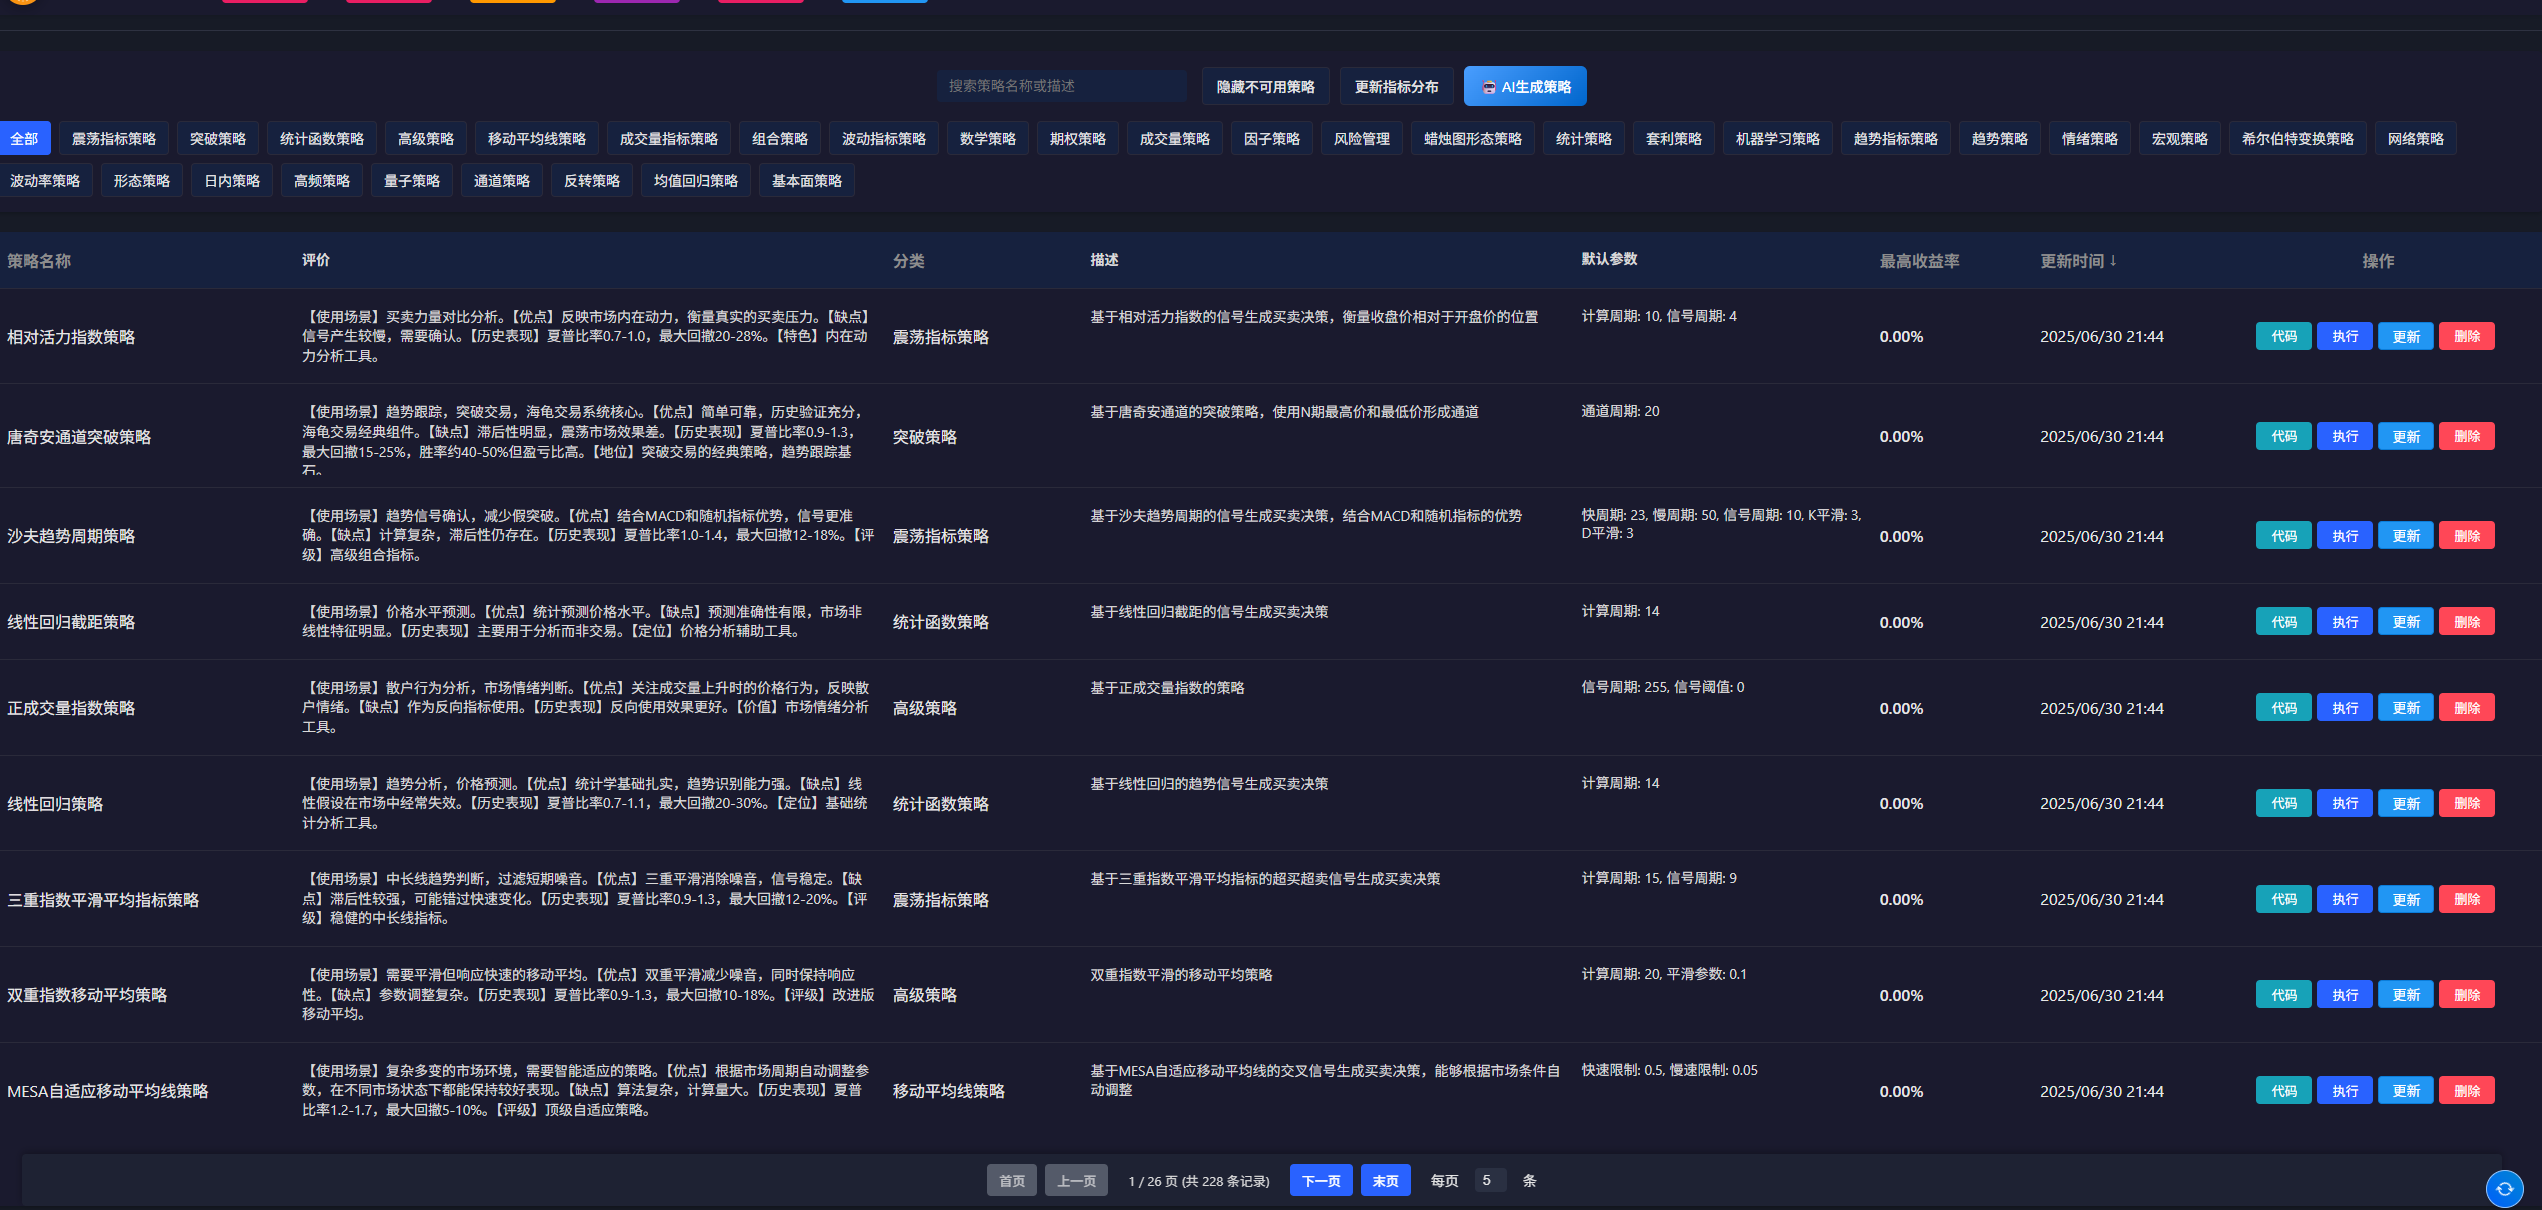 搜索策略名称或描述 隐藏不可用策略 更新指标分布 AI生成策略
全部 震荡指标策略 突破策略 统计函数策略 高级策略 移动平均线策略 成交量指标策略 组合策略 波动指标策略 数学策略 期权策略 成交量策略 因子策略 风险管理 蜡烛图形态策略 统计策略 套利策略 机器学习策略 趋势指标策略 趋势策略 情绪策略 宏观策略 希尔伯特变换策略 网络策略
波动率策略 形态策略 日内策略 高频策略 量子策略 通道策略 反转策略 均值回归策略 基本面策略
策略名称 评价 分类 描述 默认参数 最高收益率 更新时间 ↓ 操作
相对活力指数策略
【使用场景】买卖力量对比分析。【优点】反映市场内在动力，衡量真实的买卖压力。【缺点】
信号产生较慢，需要确认。【历史表现】夏普比率0.7-1.0，最大回撤20-28%。【特色】内在动
力分析工具。
震荡指标策略
基于相对活力指数的信号生成买卖决策，衡量收盘价相对于开盘价的位置
计算周期: 10, 信号周期: 4
0.00% 2025/06/30 21:44 代码 执行 更新 删除
唐奇安通道突破策略
【使用场景】趋势跟踪，突破交易，海龟交易系统核心。【优点】简单可靠，历史验证充分，
海龟交易经典组件。【缺点】滞后性明显，震荡市场效果差。【历史表现】夏普比率0.9-1.3，
最大回撤15-25%，胜率约40-50%但盈亏比高。【地位】突破交易的经典策略，趋势跟踪基
石。
突破策略
基于唐奇安通道的突破策略，使用N期最高价和最低价形成通道
通道周期: 20
0.00% 2025/06/30 21:44 代码 执行 更新 删除
沙夫趋势周期策略
【使用场景】趋势信号确认，减少假突破。【优点】结合MACD和随机指标优势，信号更准
确。【缺点】计算复杂，滞后性仍存在。【历史表现】夏普比率1.0-1.4，最大回撤12-18%。【评
级】高级组合指标。
震荡指标策略
基于沙夫趋势周期的信号生成买卖决策，结合MACD和随机指标的优势
快周期: 23, 慢周期: 50, 信号周期: 10, K平滑: 3,
D平滑: 3
0.00% 2025/06/30 21:44 代码 执行 更新 删除
线性回归截距策略
【使用场景】价格水平预测。【优点】统计预测价格水平。【缺点】预测准确性有限，市场非
线性特征明显。【历史表现】主要用于分析而非交易。【定位】价格分析辅助工具。
统计函数策略
基于线性回归截距的信号生成买卖决策
计算周期: 14
0.00% 2025/06/30 21:44 代码 执行 更新 删除
正成交量指数策略
【使用场景】散户行为分析，市场情绪判断。【优点】关注成交量上升时的价格行为，反映散
户情绪。【缺点】作为反向指标使用。【历史表现】反向使用效果更好。【价值】市场情绪分析
工具。
高级策略
基于正成交量指数的策略
信号周期: 255, 信号阈值: 0
0.00% 2025/06/30 21:44 代码 执行 更新 删除
线性回归策略
【使用场景】趋势分析，价格预测。【优点】统计学基础扎实，趋势识别能力强。【缺点】线
性假设在市场中经常失效。【历史表现】夏普比率0.7-1.1，最大回撤20-30%。【定位】基础统
计分析工具。
统计函数策略
基于线性回归的趋势信号生成买卖决策
计算周期: 14
0.00% 2025/06/30 21:44 代码 执行 更新 删除
三重指数平滑平均指标策略
【使用场景】中长线趋势判断，过滤短期噪音。【优点】三重平滑消除噪音，信号稳定。【缺
点】滞后性较强，可能错过快速变化。【历史表现】夏普比率0.9-1.3，最大回撤12-20%。【评
级】稳健的中长线指标。
震荡指标策略
基于三重指数平滑平均指标的超买超卖信号生成买卖决策
计算周期: 15, 信号周期: 9
0.00% 2025/06/30 21:44 代码 执行 更新 删除
双重指数移动平均策略
【使用场景】需要平滑但响应快速的移动平均。【优点】双重平滑减少噪音，同时保持响应
性。【缺点】参数调整复杂。【历史表现】夏普比率0.9-1.3，最大回撤10-18%。【评级】改进版
移动平均。
高级策略
双重指数平滑的移动平均策略
计算周期: 20, 平滑参数: 0.1
0.00% 2025/06/30 21:44 代码 执行 更新 删除
MESA自适应移动平均线策略
【使用场景】复杂多变的市场环境，需要智能适应的策略。【优点】根据市场周期自动调整参
数，在不同市场状态下都能保持较好表现。【缺点】算法复杂，计算量大。【历史表现】夏普
比率1.2-1.7，最大回撤5-10%。【评级】顶级自适应策略。
移动平均线策略
基于MESA自适应移动平均线的交叉信号生成买卖决策，能够根据市场条件自
动调整
快速限制: 0.5, 慢速限制: 0.05
0.00% 2025/06/30 21:44 代码 执行 更新 删除
首页 上一页 1 / 26 页 (共 228 条记录) 下一页 末页 每页 5 条